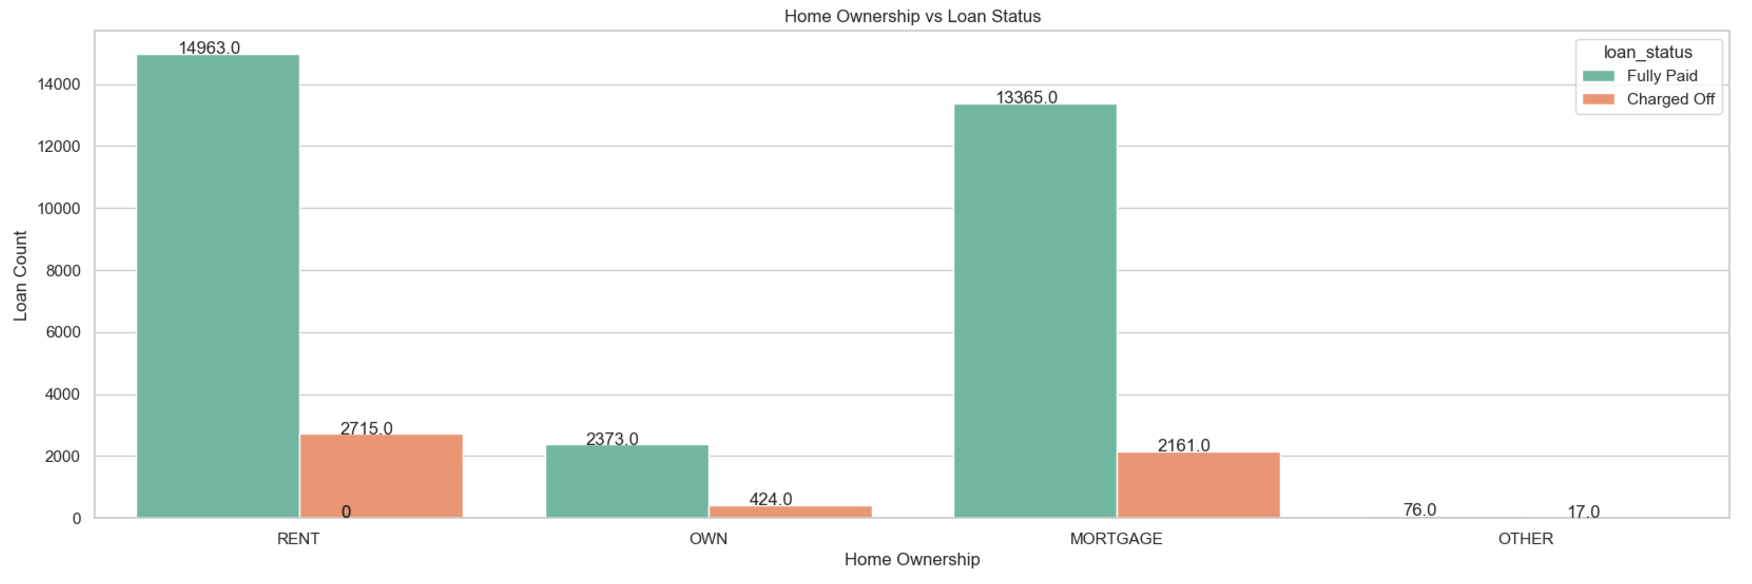 Home Ownership vs Loan Status
14963.0
loan_status
Fully Paid
Charged Off
14000
13365.0
12000
10000
Loan Count
8000
6000
4000
2715.0
2373.0
2161.0
2000
424.0
0
76.0
17.0
0
RENT
OWN
MORTGAGE
OTHER
Home Ownership